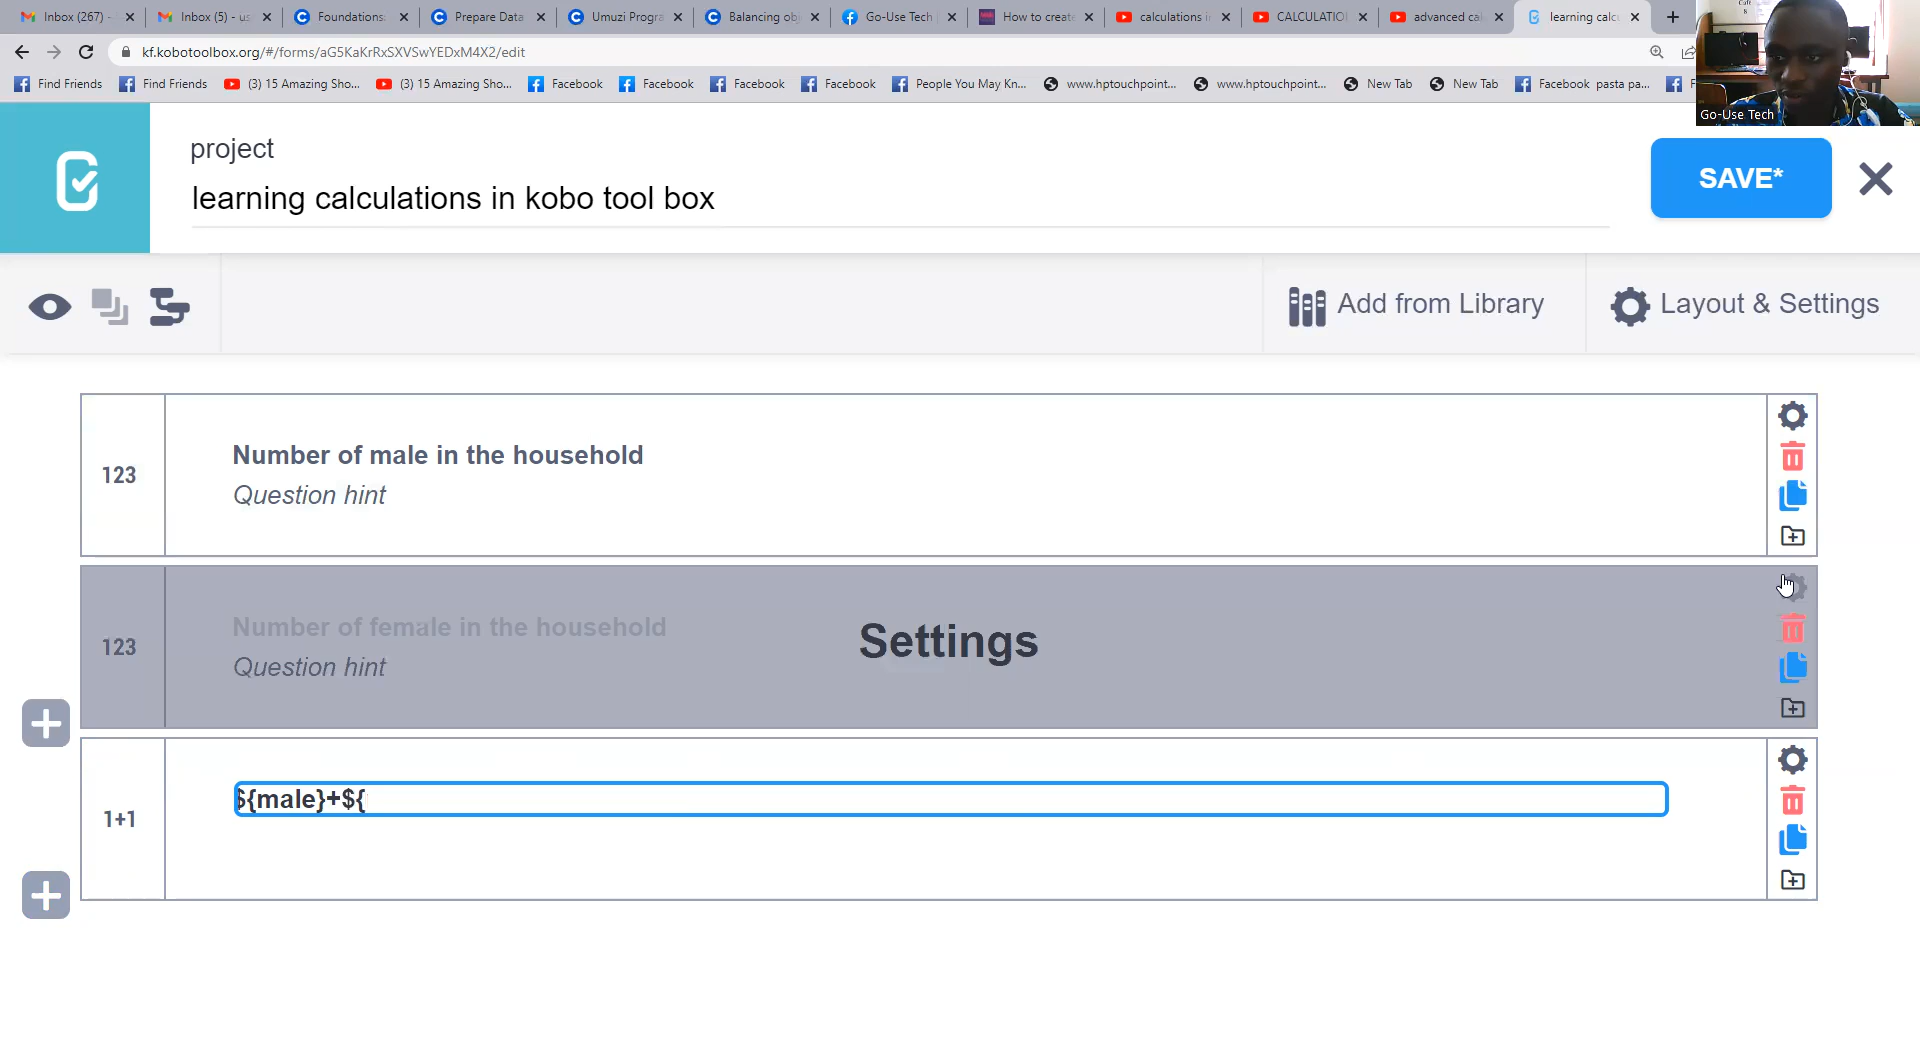 Inbox (267) -
Inbox (5) - us
Foundations:
Prepare Data
Umuzi Progra
Balancing obj
Go-Use Tech
How to create
calculations i
CALCULATIO
advanced cal
learning calc
kf.kobotoolbox.org/#/forms/aG5KaKrRxSXVSwYEDxM4X2/edit
Find Friends
Find Friends
(3) 15 Amazing Sho...
(3) 15 Amazing Sho...
Facebook
Facebook
Facebook
Facebook
People You May Kn...
www.hptouchpoint...
www.hptouchpoint...
New Tab
New Tab
Facebook pasta pa...
Go-Use Tech
project
learning calculations in kobo tool box
SAVE*
Add from Library
Layout & Settings
123
Number of male in the household
Question hint
123
Number of female in the household
Question hint
Settings
1+1
${male}+${